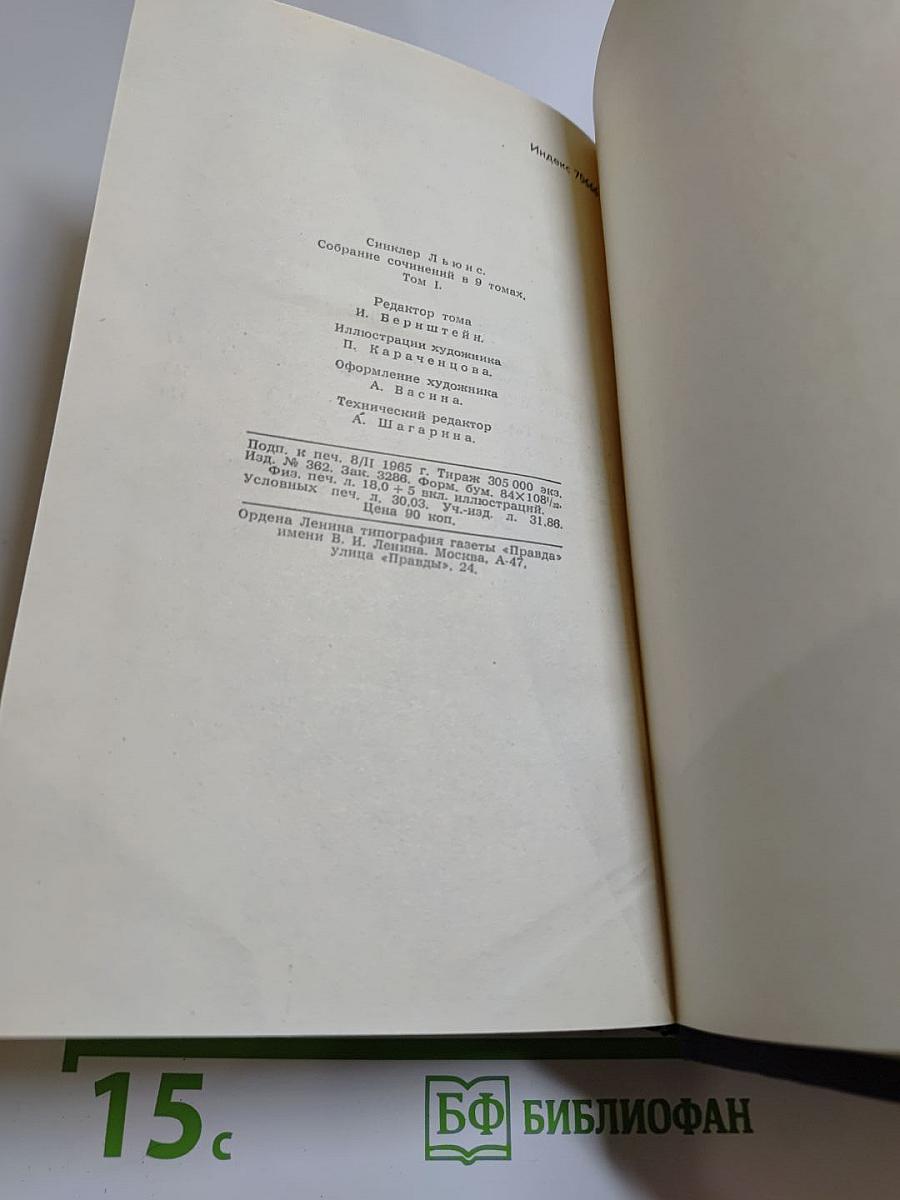 Индекс 70666
Синклер Льюис.
Собрание сочинений в 9 томах.
Том I.
Редактор тома
И. Бернштейн.
Иллюстрации художника
П. Караченцова.
Оформление художника
А. Васина.
Технический редактор
А. Шагарина.
Подп. к печ. 8/II 1965 г. Тираж 305 000 экз.
Изд. № 362. Зак. 3286. Форм. бум. 84×108¹/₃₂.
Физ. печ. л. 18,0 + 5 вкл. иллюстраций.
Условных печ. л. 30,03. Уч.-изд. л. 31,86.
Цена 90 коп.
Ордена Ленина типография газеты «Правда»
имени В. И. Ленина. Москва, А-47,
улица «Правды», 24.
15 с
БФ БИБЛИОФАН